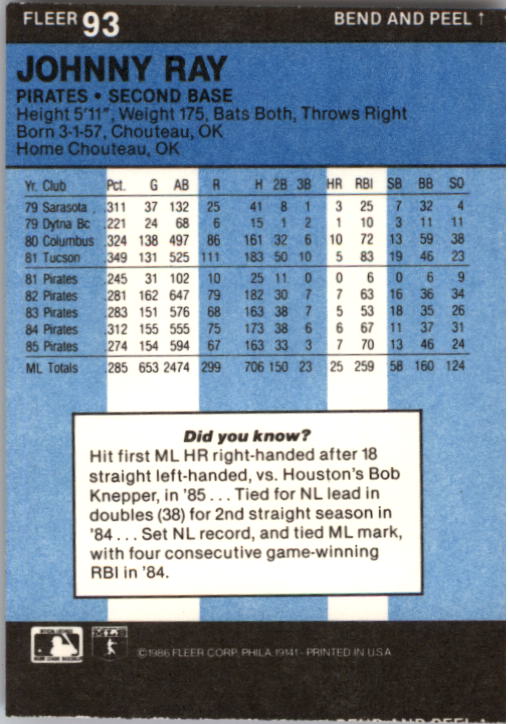 FLEER 93 BEND AND PEEL ↑
JOHNNY RAY
PIRATES • SECOND BASE
Height 5'11", Weight 175, Bats Both, Throws Right
Born 3-1-57, Chouteau, OK
Home Chouteau, OK
Yr. Club Pct. G AB R H 2B 3B HR RBI SB BB SO
79 Sarasota .311 37 132 25 41 8 1 3 25 7 32 4
79 Dytna Bc .221 24 68 6 15 1 2 1 10 3 11 11
80 Columbus .324 138 497 86 161 32 6 10 72 13 59 38
81 Tucson .349 131 525 111 183 50 10 5 83 19 46 23
81 Pirates .245 31 102 10 25 11 0 0 6 0 6 9
82 Pirates .281 162 647 79 182 30 7 7 63 16 36 34
83 Pirates .283 151 576 68 163 38 7 5 53 18 35 26
84 Pirates .312 155 555 75 173 38 6 6 67 11 37 31
85 Pirates .274 154 594 67 163 33 3 7 70 13 46 24
ML Totals .285 653 2474 299 706 150 23 25 259 58 160 124
Did you know?
Hit first ML HR right-handed after 18
straight left-handed, vs. Houston's Bob
Knepper, in '85... Tied for NL lead in
doubles (38) for 2nd straight season in
'84... Set NL record, and tied ML mark,
with four consecutive game-winning
RBI in '84.
©1986 FLEER CORP. PHILA. 19141 - PRINTED IN U.S.A.
BEND AND PEEL